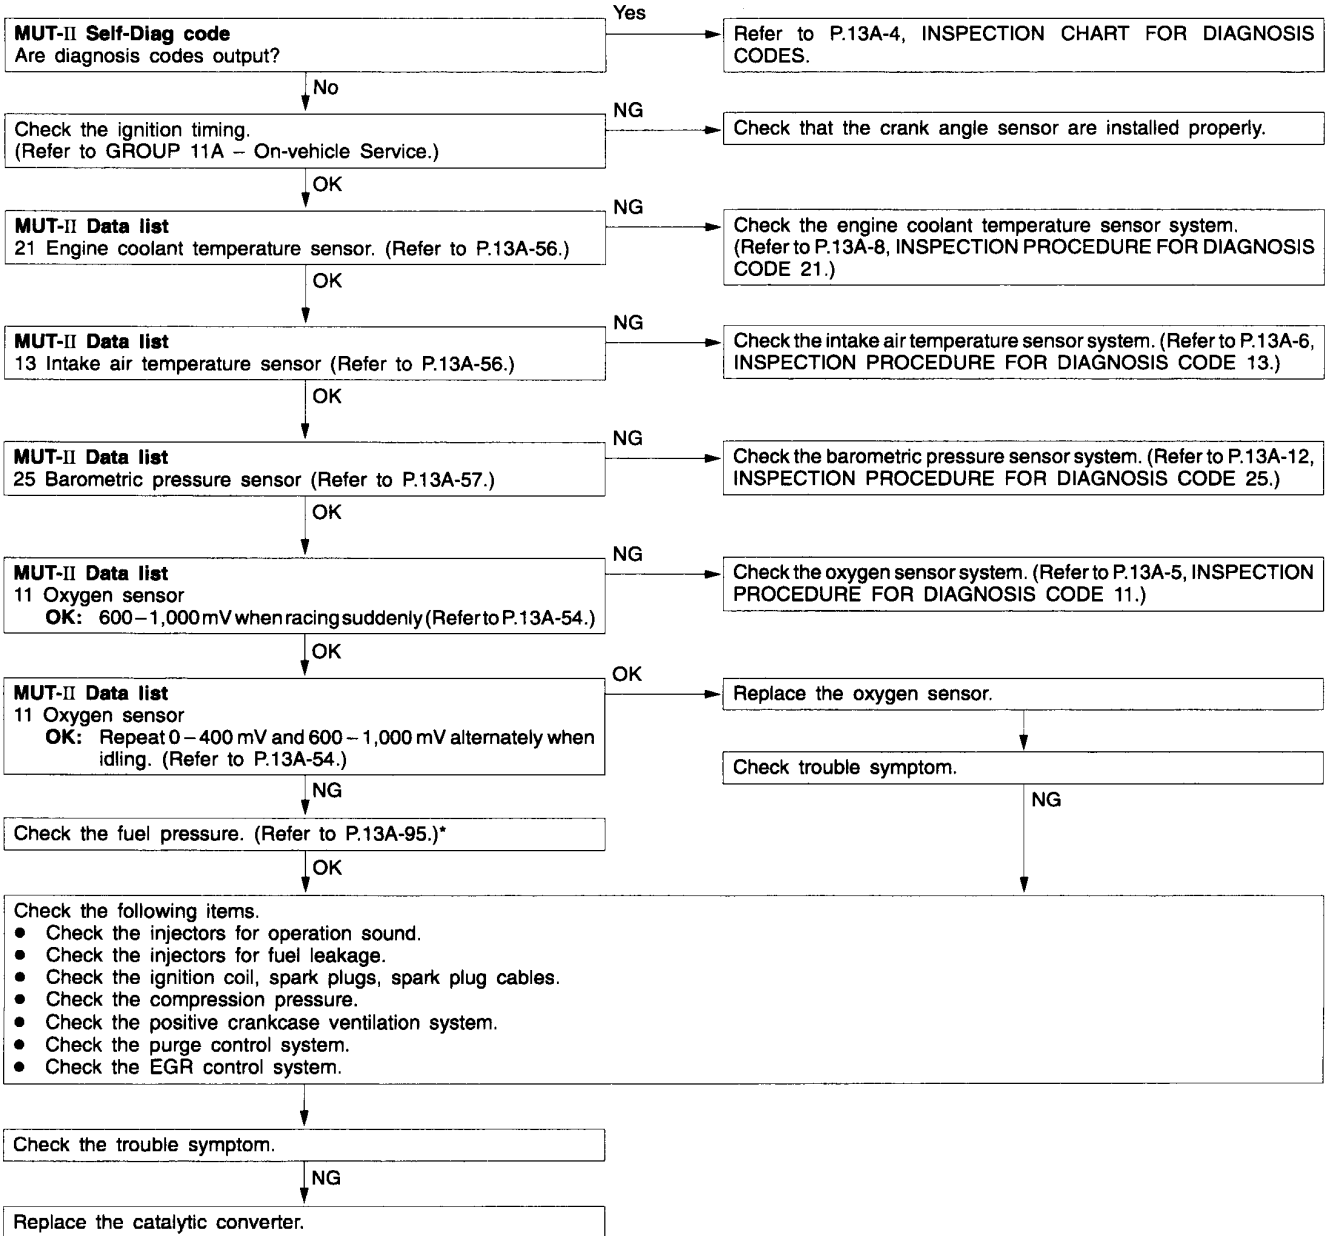 MUT-II Self-Diag code
Are diagnosis codes output?
Yes
Refer to P.13A-4, INSPECTION CHART FOR DIAGNOSIS
CODES.
No
Check the ignition timing.
(Refer to GROUP 11A – On-vehicle Service.)
NG
Check that the crank angle sensor are installed properly.
OK
MUT-II Data list
21 Engine coolant temperature sensor. (Refer to P.13A-56.)
NG
Check the engine coolant temperature sensor system.
(Refer to P.13A-8, INSPECTION PROCEDURE FOR DIAGNOSIS
CODE 21.)
OK
MUT-II Data list
13 Intake air temperature sensor (Refer to P.13A-56.)
NG
Check the intake air temperature sensor system. (Refer to P.13A-6,
INSPECTION PROCEDURE FOR DIAGNOSIS CODE 13.)
OK
MUT-II Data list
25 Barometric pressure sensor (Refer to P.13A-57.)
NG
Check the barometric pressure sensor system. (Refer to P.13A-12,
INSPECTION PROCEDURE FOR DIAGNOSIS CODE 25.)
OK
MUT-II Data list
11 Oxygen sensor
OK: 600–1,000 mV when racing suddenly (Refer to P.13A-54.)
NG
Check the oxygen sensor system. (Refer to P.13A-5, INSPECTION
PROCEDURE FOR DIAGNOSIS CODE 11.)
OK
MUT-II Data list
11 Oxygen sensor
OK: Repeat 0–400 mV and 600–1,000 mV alternately when
idling. (Refer to P.13A-54.)
OK
Replace the oxygen sensor.
Check trouble symptom.
NG
NG
Check the fuel pressure. (Refer to P.13A-95.)*
OK
Check the following items.
● Check the injectors for operation sound.
● Check the injectors for fuel leakage.
● Check the ignition coil, spark plugs, spark plug cables.
● Check the compression pressure.
● Check the positive crankcase ventilation system.
● Check the purge control system.
● Check the EGR control system.
Check the trouble symptom.
NG
Replace the catalytic converter.